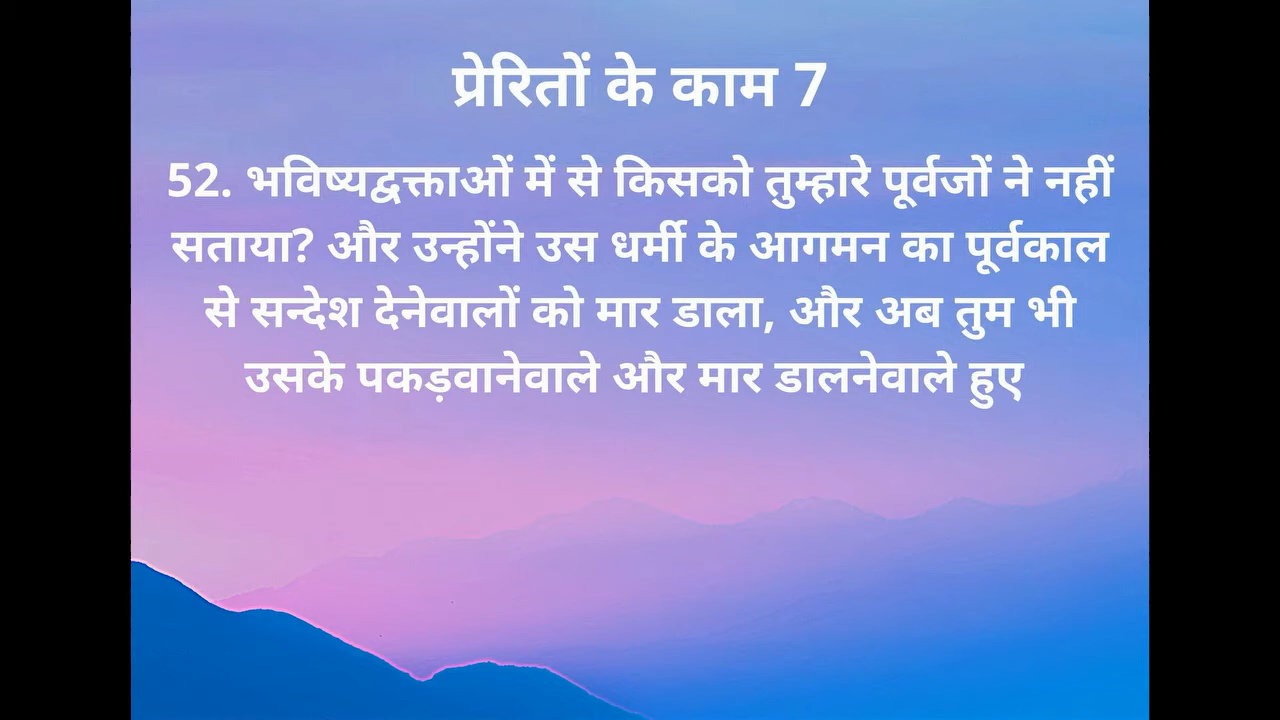 प्रेरितों के काम 7
52. भविष्यद्वक्ताओं में से किसको तुम्हारे पूर्वजों ने नहीं
सताया? और उन्होंने उस धर्मी के आगमन का पूर्वकाल
से सन्देश देनेवालों को मार डाला, और अब तुम भी
उसके पकड़वानेवाले और मार डालनेवाले हुए